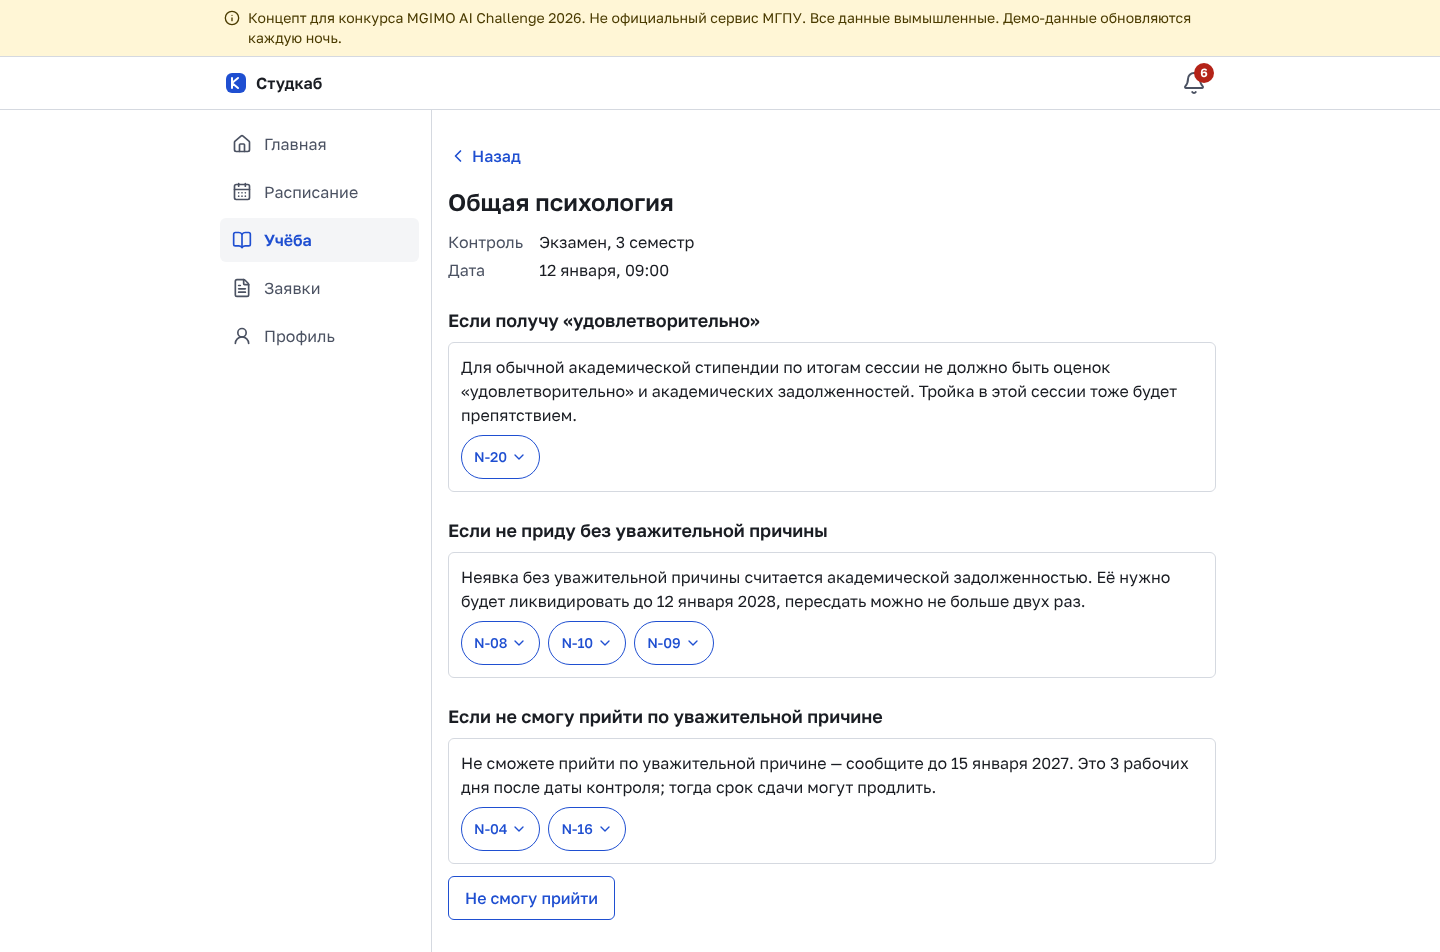 Концепт для конкурса MGIMO AI Challenge 2026. Не официальный сервис МГПУ. Все данные вымышленные. Демо-данные обновляются
каждую ночь.
Студкаб
6
Главная
Расписание
Учёба
Заявки
Профиль
Назад
Общая психология
Контроль Экзамен, 3 семестр
Дата 12 января, 09:00
Если получу «удовлетворительно»
Для обычной академической стипендии по итогам сессии не должно быть оценок
«удовлетворительно» и академических задолженностей. Тройка в этой сессии тоже будет
препятствием.
N-20
Если не приду без уважительной причины
Неявка без уважительной причины считается академической задолженностью. Её нужно
будет ликвидировать до 12 января 2028, пересдать можно не больше двух раз.
N-08 N-10 N-09
Если не смогу прийти по уважительной причине
Не сможете прийти по уважительной причине — сообщите до 15 января 2027. Это 3 рабочих
дня после даты контроля; тогда срок сдачи могут продлить.
N-04 N-16
Не смогу прийти